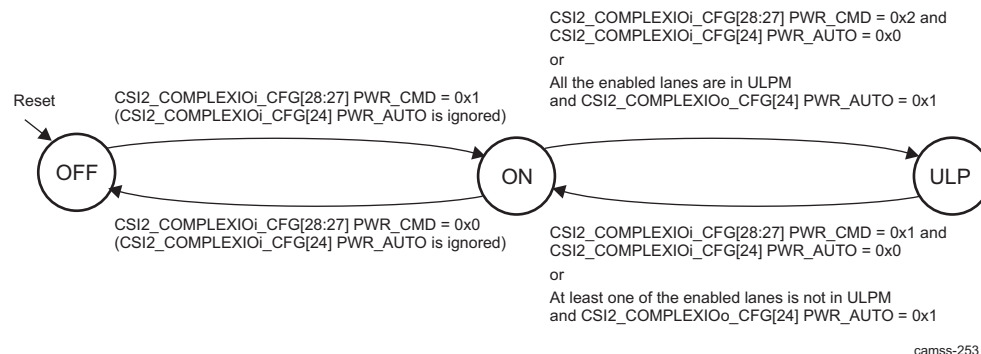 CSI2_COMPLEXIOi_CFG[28:27] PWR_CMD = 0x2 and
CSI2_COMPLEXIOi_CFG[24] PWR_AUTO = 0x0
or
All the enabled lanes are in ULPM
and CSI2_COMPLEXIOo_CFG[24] PWR_AUTO = 0x1
Reset
CSI2_COMPLEXIOi_CFG[28:27] PWR_CMD = 0x1
(CSI2_COMPLEXIOi_CFG[24] PWR_AUTO is ignored)
OFF
ON
ULP
CSI2_COMPLEXIOi_CFG[28:27] PWR_CMD = 0x0
(CSI2_COMPLEXIOi_CFG[24] PWR_AUTO is ignored)
CSI2_COMPLEXIOi_CFG[28:27] PWR_CMD = 0x1 and
CSI2_COMPLEXIOi_CFG[24] PWR_AUTO = 0x0
or
At least one of the enabled lanes is not in ULPM
and CSI2_COMPLEXIOo_CFG[24] PWR_AUTO = 0x1
camss-253